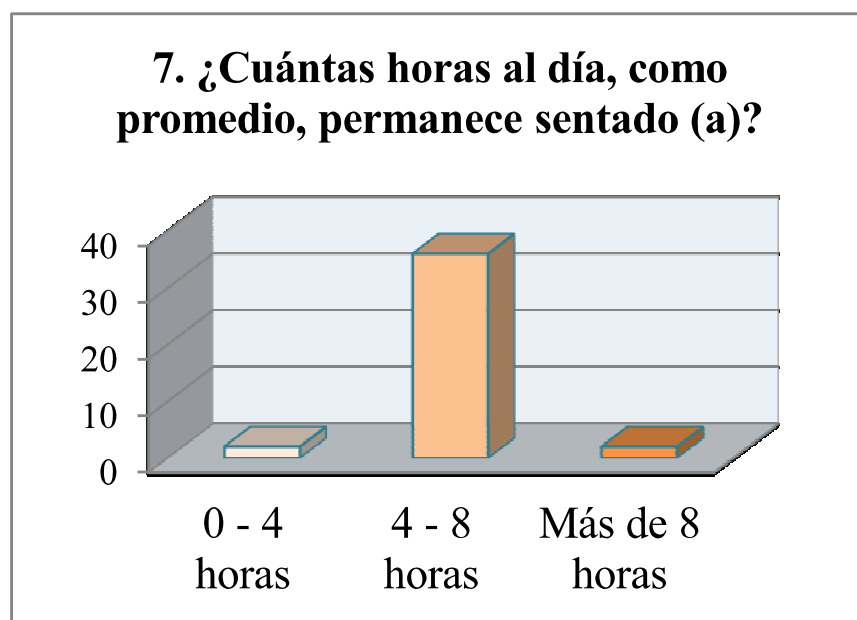 7. ¿Cuántas horas al día, como
promedio, permanece sentado (a)?
40
30
20
10
0
0 - 4
horas
4 - 8
horas
Más de 8
horas